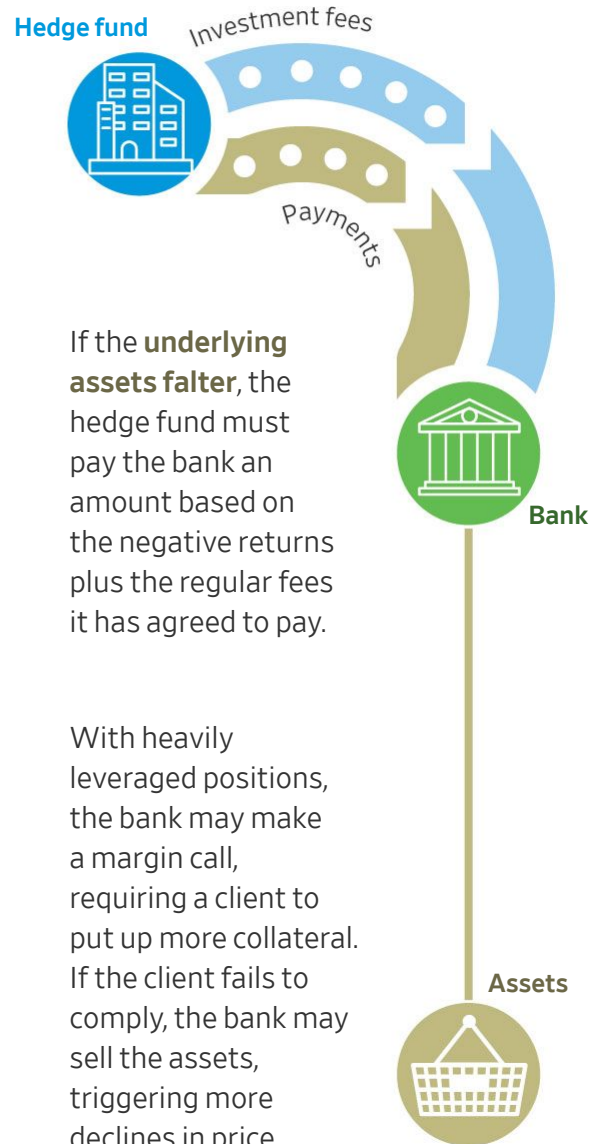 Hedge fund
Investment fees
Payments
If the underlying
assets falter, the
hedge fund must
pay the bank an
amount based on
the negative returns
plus the regular fees
it has agreed to pay.
Bank
With heavily
leveraged positions,
the bank may make
a margin call,
requiring a client to
put up more collateral.
If the client fails to
comply, the bank may
sell the assets,
triggering more
declines in price
Assets